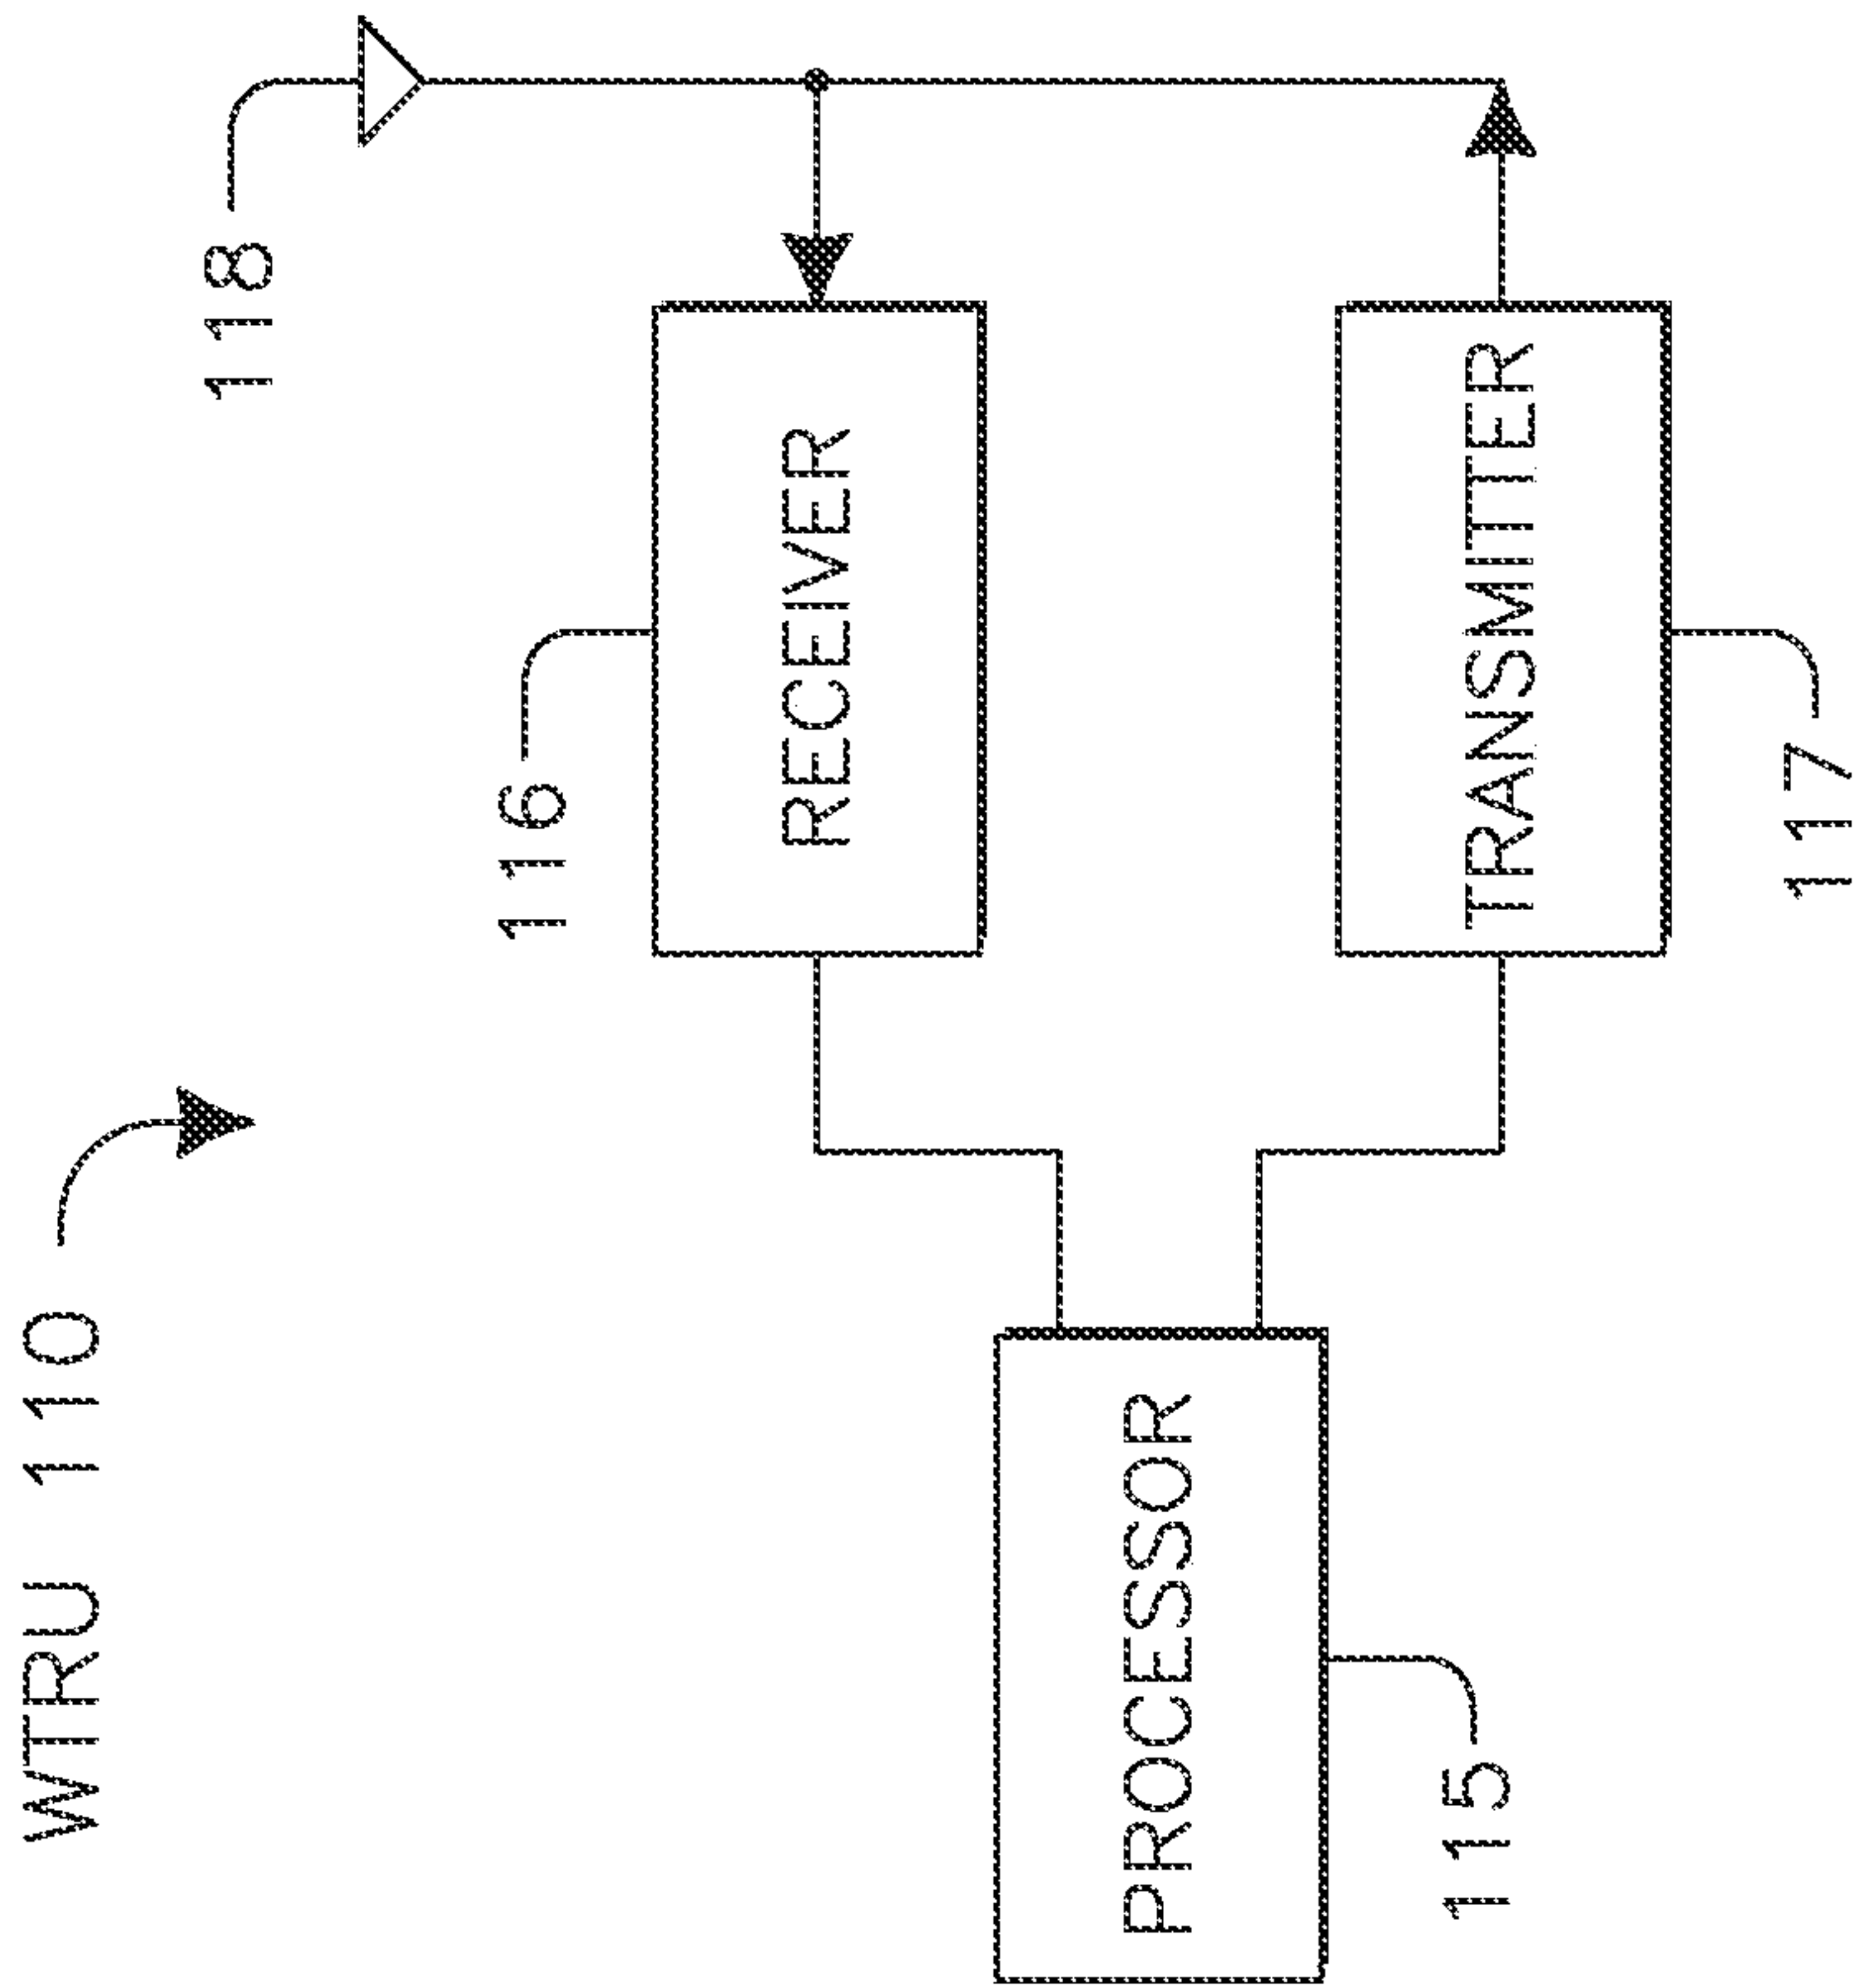 WTRU 110
118
116
RECEIVER
PROCESSOR
115
TRANSMITTER
117